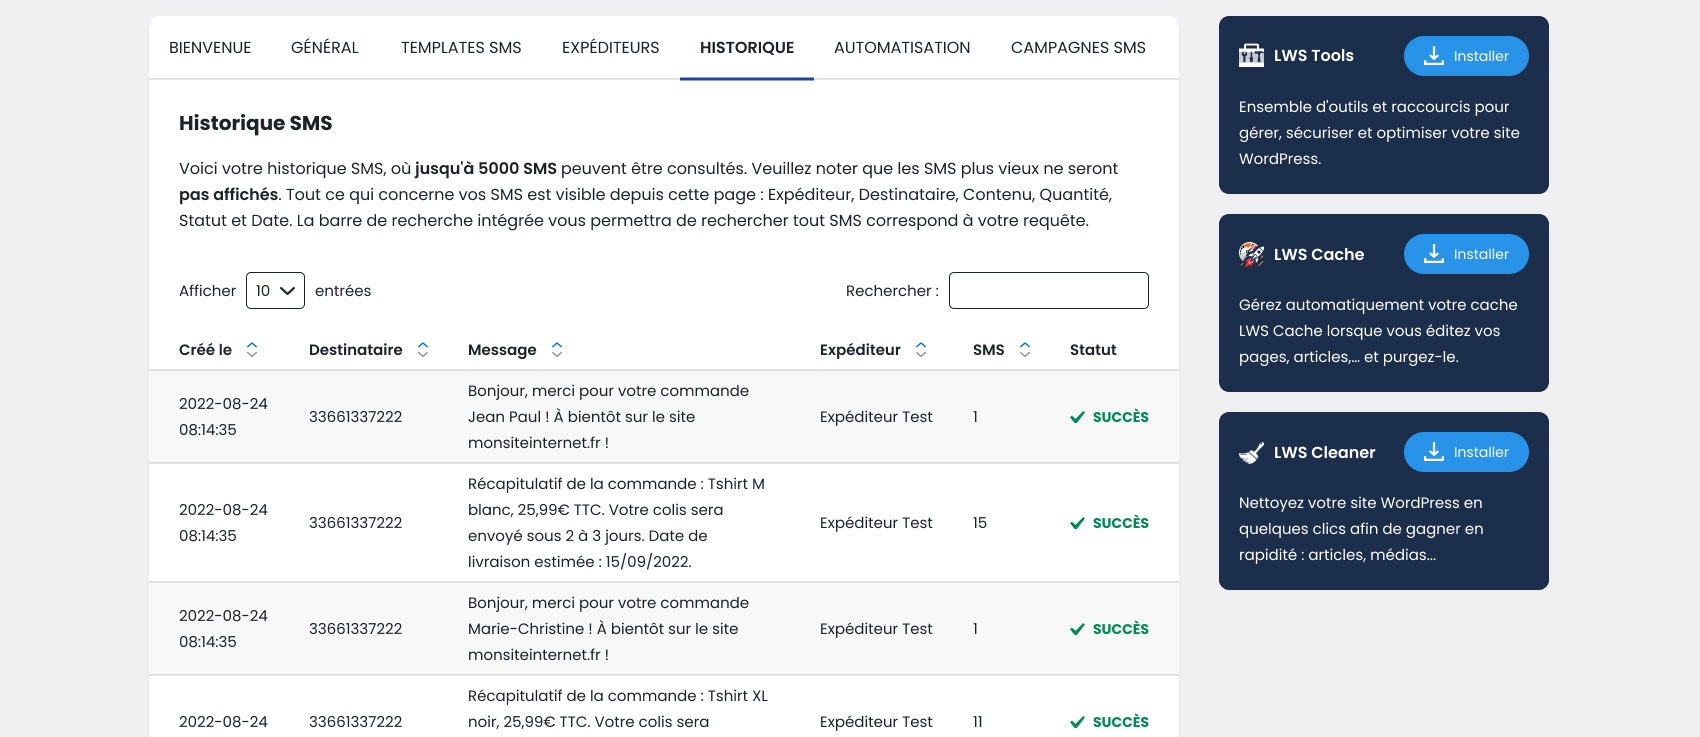 BIENVENUE GÉNÉRAL TEMPLATES SMS EXPÉDITEURS HISTORIQUE AUTOMATISATION CAMPAGNES SMS
Historique SMS
Voici votre historique SMS, où jusqu'à 5000 SMS peuvent être consultés. Veuillez noter que les SMS plus vieux ne seront
pas affichés. Tout ce qui concerne vos SMS est visible depuis cette page : Expéditeur, Destinataire, Contenu, Quantité,
Statut et Date. La barre de recherche intégrée vous permettra de rechercher tout SMS correspond à votre requête.
Afficher 10 entrées Rechercher :
Créé le Destinataire Message Expéditeur SMS Statut
2022-08-24
08:14:35
33661337222
Bonjour, merci pour votre commande
Jean Paul ! À bientôt sur le site
monsiteinternet.fr !
Expéditeur Test
1
SUCCÈS
2022-08-24
08:14:35
33661337222
Récapitulatif de la commande : Tshirt M
blanc, 25,99€ TTC. Votre colis sera
envoyé sous 2 à 3 jours. Date de
livraison estimée : 15/09/2022.
Expéditeur Test
15
SUCCÈS
2022-08-24
08:14:35
33661337222
Bonjour, merci pour votre commande
Marie-Christine ! À bientôt sur le site
monsiteinternet.fr !
Expéditeur Test
1
SUCCÈS
2022-08-24
33661337222
Récapitulatif de la commande : Tshirt XL
noir, 25,99€ TTC. Votre colis sera
Expéditeur Test
11
SUCCÈS
LWS Tools Installer
Ensemble d'outils et raccourcis pour
gérer, sécuriser et optimiser votre site
WordPress.
LWS Cache Installer
Gérez automatiquement votre cache
LWS Cache lorsque vous éditez vos
pages, articles,... et purgez-le.
LWS Cleaner Installer
Nettoyez votre site WordPress en
quelques clics afin de gagner en
rapidité : articles, médias...